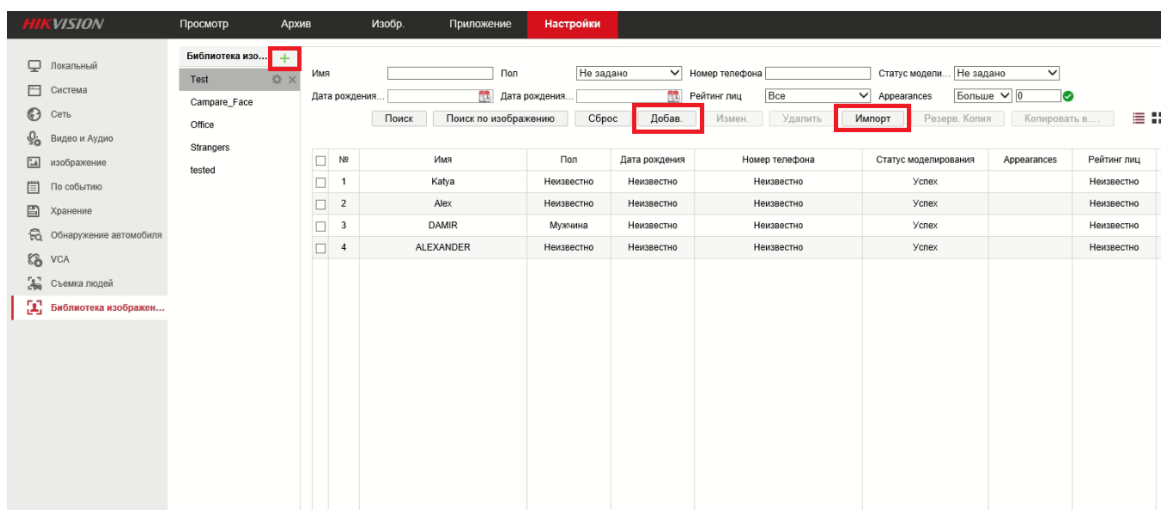 HIKVISION Просмотр Архив Изобр. Приложение Настройки
Локальный
Система
Сеть
Видео и Аудио
изображение
По событию
Хранение
Обнаружение автомобиля
VCA
Съемка людей
Библиотека изображен...
Библиотека изо... +
Test
Campare_Face
Office
Strangers
tested
Имя Пол Не задано Номер телефона Статус модели... Не задано
Дата рождения... Дата рождения... Рейтинг лиц Все Appearances Больше 0
Поиск Поиск по изображению Сброс Добав. Измен. Удалить Импорт Резерв. Копия Копировать в....
№ Имя Пол Дата рождения Номер телефона Статус моделирования Appearances Рейтинг лиц
1 Katya Неизвестно Неизвестно Неизвестно Успех Неизвестно
2 Alex Неизвестно Неизвестно Неизвестно Успех Неизвестно
3 DAMIR Мужчина Неизвестно Неизвестно Успех Неизвестно
4 ALEXANDER Неизвестно Неизвестно Неизвестно Успех Неизвестно